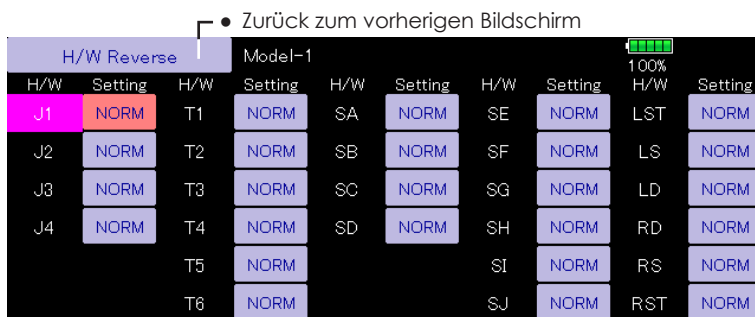 Zurück zum vorherigen Bildschirm
H/W Reverse Model-1 100%
H/W Setting H/W Setting H/W Setting H/W Setting H/W Setting
J1 NORM T1 NORM SA NORM SE NORM LST NORM
J2 NORM T2 NORM SB NORM SF NORM LS NORM
J3 NORM T3 NORM SC NORM SG NORM LD NORM
J4 NORM T4 NORM SD NORM SH NORM RD NORM
T5 NORM SI NORM RS NORM
T6 NORM SJ NORM RST NORM